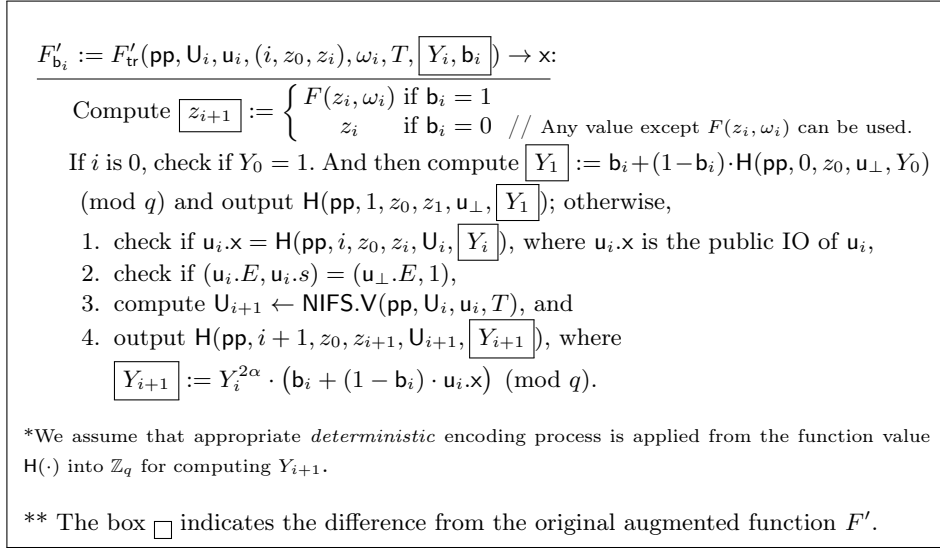 F′_{b_i} := F′_{tr}(pp, U_i, u_i, (i, z_0, z_i), ω_i, T, Y_i, b_i) → x:
Compute z_{i+1} := { F(z_i, ω_i) if b_i = 1
z_i if b_i = 0 // Any value except F(z_i, ω_i) can be used.
If i is 0, check if Y_0 = 1. And then compute Y_1 := b_i+(1−b_i)·H(pp, 0, z_0, u_⊥, Y_0)
(mod q) and output H(pp, 1, z_0, z_1, u_⊥, Y_1); otherwise,
1. check if u_i.x = H(pp, i, z_0, z_i, U_i, Y_i), where u_i.x is the public IO of u_i,
2. check if (u_i.E, u_i.s) = (u_⊥.E, 1),
3. compute U_{i+1} ← NIFS.V(pp, U_i, u_i, T), and
4. output H(pp, i + 1, z_0, z_{i+1}, U_{i+1}, Y_{i+1}), where
Y_{i+1} := Y_i^{2α} · (b_i + (1 − b_i) · u_i.x) (mod q).
*We assume that appropriate deterministic encoding process is applied from the function value
H(·) into ℤ_q for computing Y_{i+1}.
** The box □ indicates the difference from the original augmented function F′.